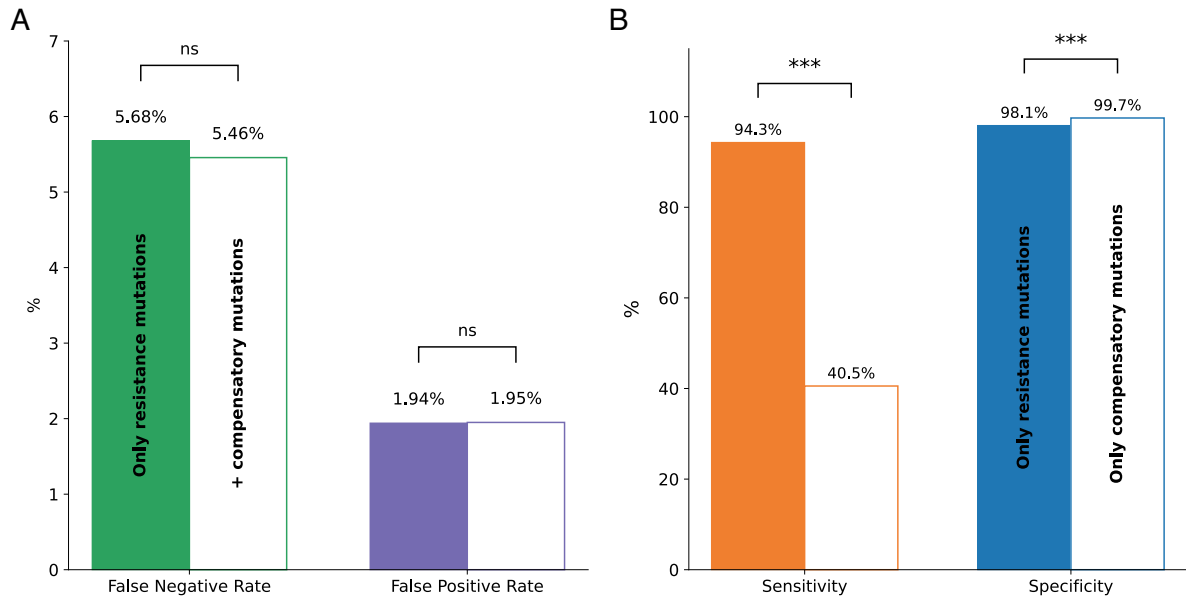 A
7
6
5
4
3
2
1
0
%
ns
5.68%
5.46%
Only resistance mutations
+ compensatory mutations
ns
1.94%
1.95%
False Negative Rate
False Positive Rate
B
100
80
60
40
20
0
%
***
94.3%
40.5%
***
98.1%
99.7%
Only resistance mutations
Only compensatory mutations
Sensitivity
Specificity